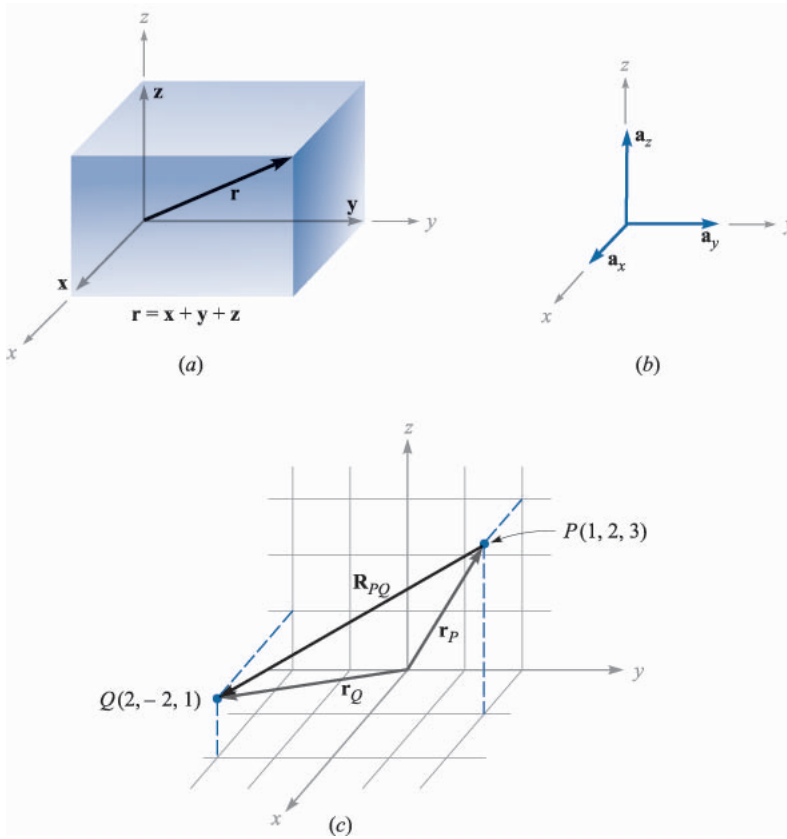 z
z
r
y
y
x
r = x + y + z
x
(a)
z
a_z
y
a_y
a_x
x
(b)
z
P(1, 2, 3)
R_PQ
r_P
y
Q(2, – 2, 1)
r_Q
x
(c)